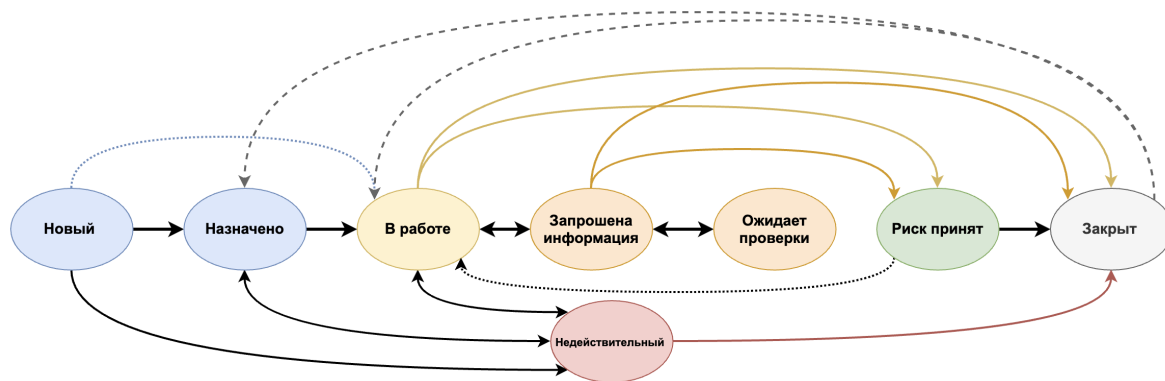 Новый
Назначено
В работе
Запрошена
информация
Ожидает
проверки
Риск принят
Закрыт
Недействительный